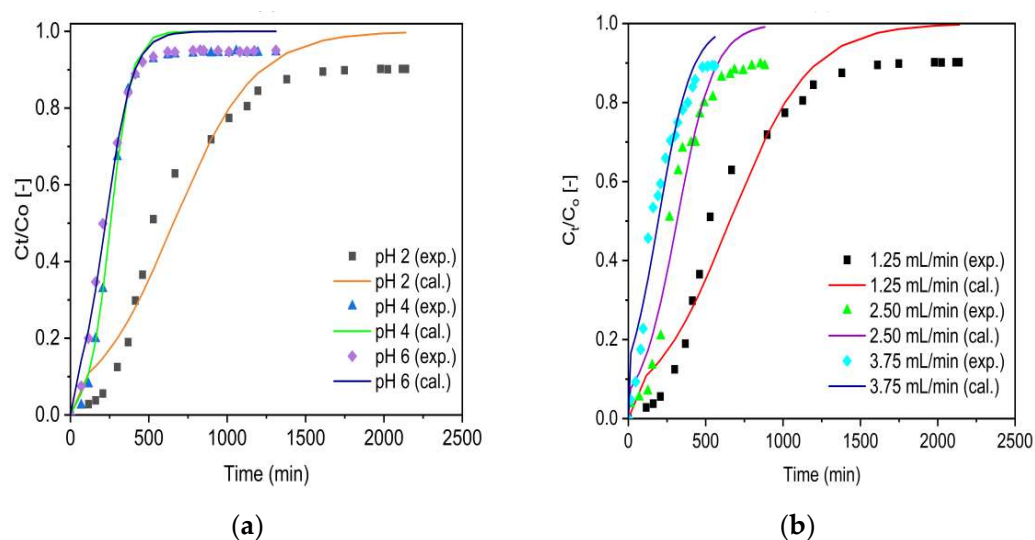 1.0
0.8
0.6
0.4
0.2
0.0
Ct/Co [-]
pH 2 (exp.)
pH 2 (cal.)
pH 4 (exp.)
pH 4 (cal.)
pH 6 (exp.)
pH 6 (cal.)
0 500 1000 1500 2000 2500
Time (min)
(a)
1.0
0.8
0.6
0.4
0.2
0.0
Ct/Co [-]
1.25 mL/min (exp.)
1.25 mL/min (cal.)
2.50 mL/min (exp.)
2.50 mL/min (cal.)
3.75 mL/min (exp.)
3.75 mL/min (cal.)
0 500 1000 1500 2000 2500
Time (min)
(b)